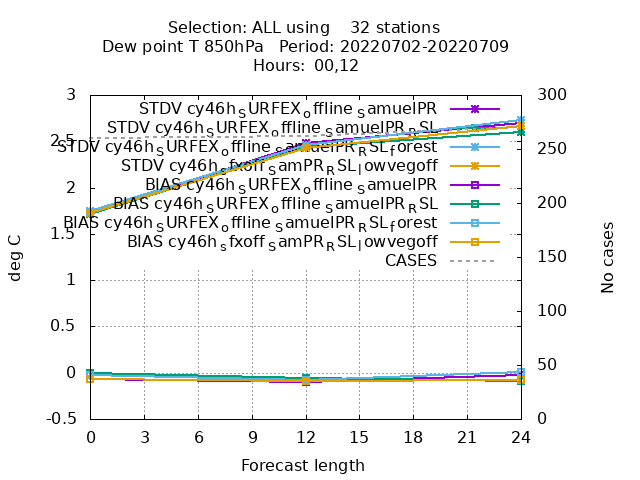 Selection: ALL using 32 stations
Dew point T 850hPa Period: 20220702-20220709
Hours: 00,12
3
2.5
2
1.5
1
0.5
0
-0.5
deg C
300
250
200
150
100
50
0
No cases
STDV cy46h_SURFEX_offline_SamuelPR
STDV cy46h_SURFEX_offline_SamuelPR_RSL
STDV cy46h_SURFEX_offline_SamuelPR_RSL_forest
STDV cy46h_sfxoff_SamPR_RSL_lowvegoff
BIAS cy46h_SURFEX_offline_SamuelPR
BIAS cy46h_SURFEX_offline_SamuelPR_RSL
BIAS cy46h_SURFEX_offline_SamuelPR_RSL_forest
BIAS cy46h_sfxoff_SamPR_RSL_lowvegoff
CASES
0 3 6 9 12 15 18 21 24
Forecast length